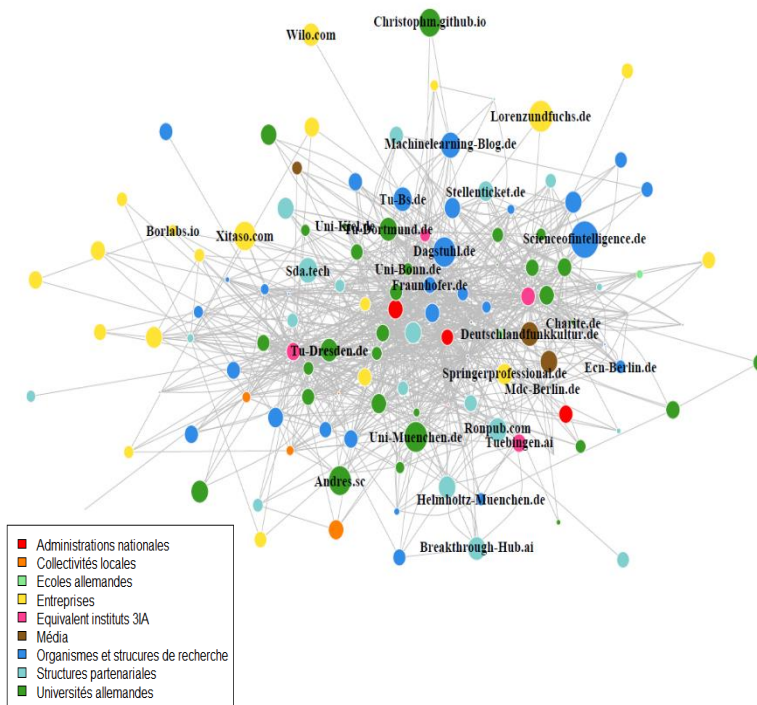 Christophm.github.io
Wilo.com
Lorenzundfuchs.de
Machinelearning-Blog.de
Stellenticket.de
Tu-Bs.de
Uni-Kiel.de
Tu-Dortmund.de
Borlabs.io
Xitaso.com
Scienceofintelligence.de
Dagstuhl.de
Sda.tech
Uni-Bonn.de
Fraunhofer.de
Charite.de
Deutschlandfunkkultur.de
Tu-Dresden.de
Ecn-Berlin.de
Springerprofessional.de
Mdc-Berlin.de
Ronpub.com
Uni-Muenchen.de
Tuebingen.ai
Andres.sc
Helmholtz-Muenchen.de
Breakthrough-Hub.ai
Administrations nationales
Collectivités locales
Ecoles allemandes
Entreprises
Equivalent instituts 3IA
Média
Organismes et strucures de recherche
Structures partenariales
Universités allemandes